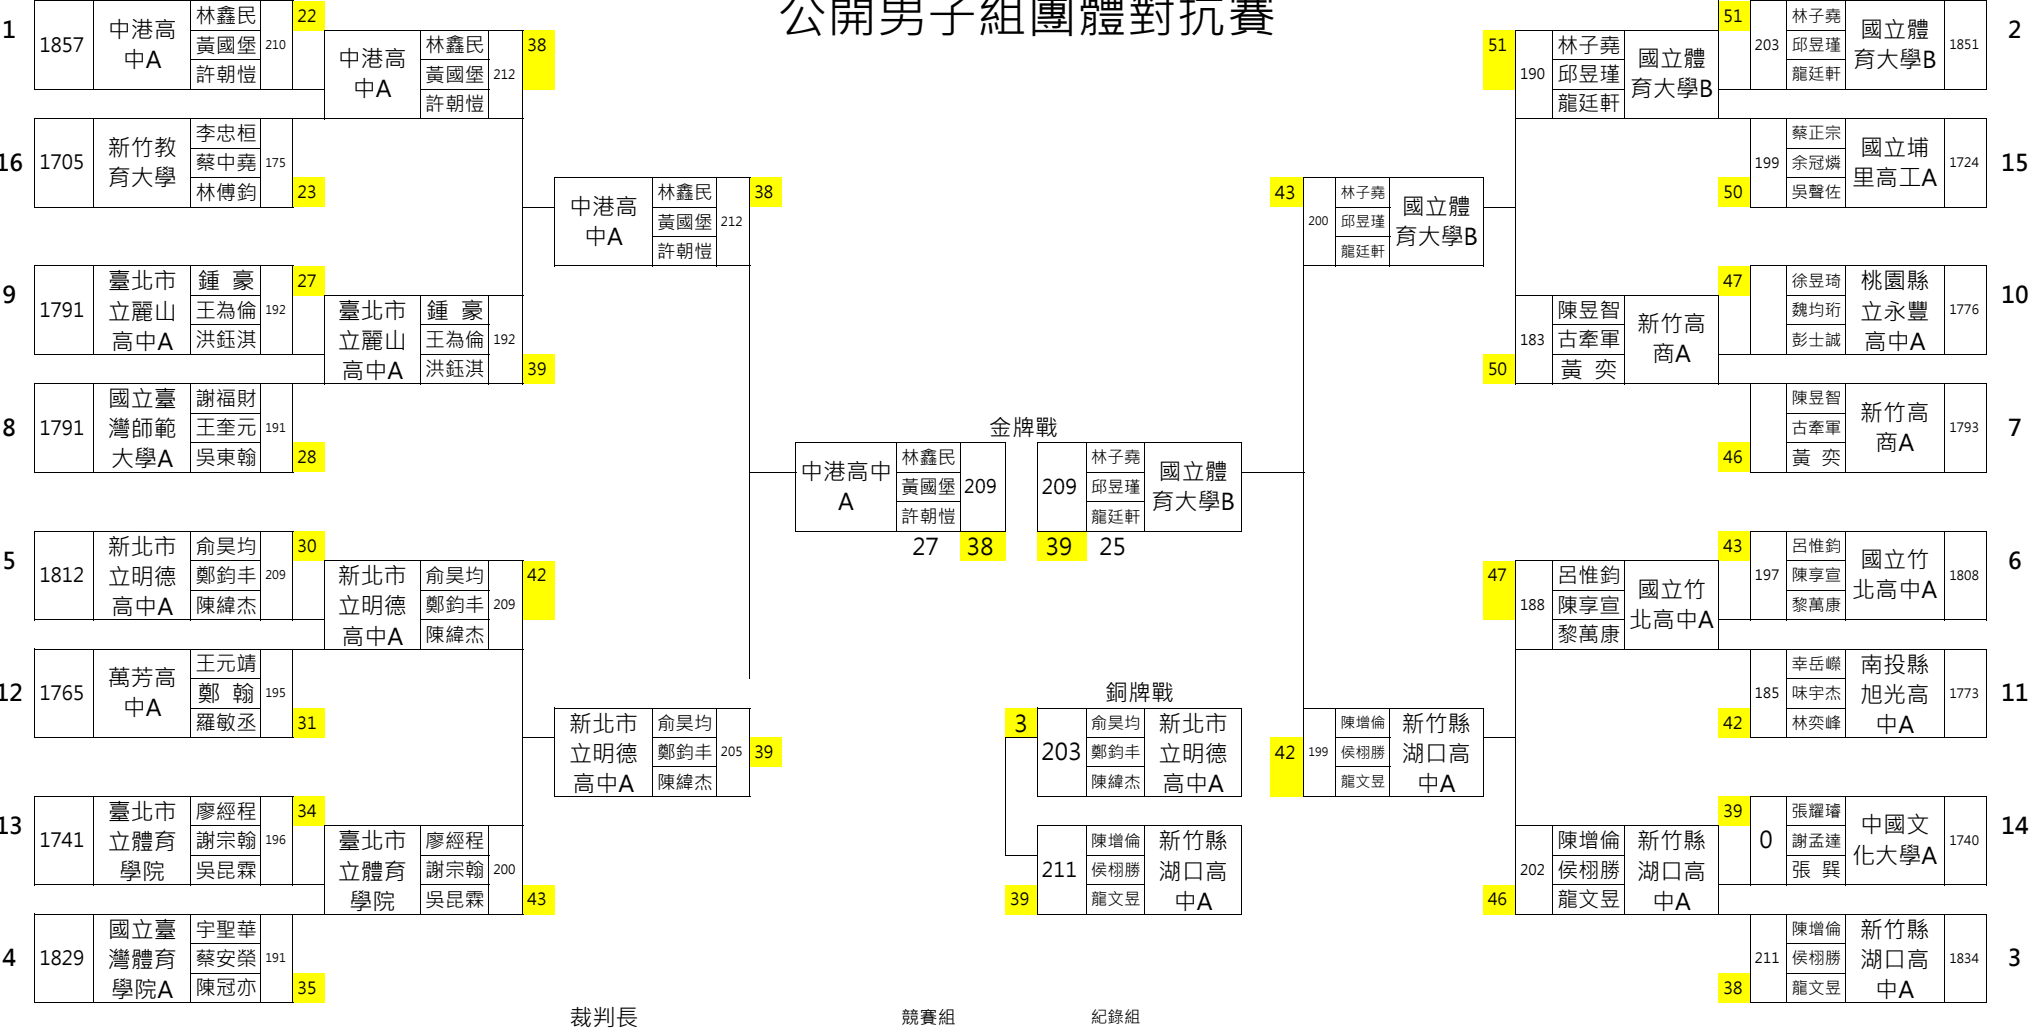 公開男子組團體對抗賽
1
1857
中港高
中A
林鑫民
黃國堡
許朝愷
210
22
16
1705
新竹教
育大學
李忠桓
蔡中堯
林傅鈞
175
23
中港高
中A
林鑫民
黃國堡
許朝愷
212
38
9
1791
臺北市
立麗山
高中A
鍾 豪
王為倫
洪鈺淇
192
27
8
1791
國立臺
灣師範
大學A
謝福財
王奎元
吳東翰
191
28
臺北市
立麗山
高中A
鍾 豪
王為倫
洪鈺淇
192
39
中港高
中A
林鑫民
黃國堡
許朝愷
212
38
5
1812
新北市
立明德
高中A
俞昊均
鄭鈞丰
陳緯杰
209
30
12
1765
萬芳高
中A
王元靖
鄭 翰
羅敏丞
195
31
新北市
立明德
高中A
俞昊均
鄭鈞丰
陳緯杰
209
42
13
1741
臺北市
立體育
學院
廖經程
謝宗翰
吳昆霖
196
34
4
1829
國立臺
灣體育
學院A
宇聖華
蔡安榮
陳冠亦
191
35
臺北市
立體育
學院
廖經程
謝宗翰
吳昆霖
200
43
新北市
立明德
高中A
俞昊均
鄭鈞丰
陳緯杰
205
39
金牌戰
中港高中
A
林鑫民
黃國堡
許朝愷
209
27
38
209
林子堯
邱昱瑾
龍廷軒
國立體
育大學B
39
25
銅牌戰
3
203
俞昊均
鄭鈞丰
陳緯杰
新北市
立明德
高中A
211
陳增倫
侯栩勝
龍文昱
新竹縣
湖口高
中A
39
43
200
林子堯
邱昱瑾
龍廷軒
國立體
育大學B
42
199
陳增倫
侯栩勝
龍文昱
新竹縣
湖口高
中A
51
190
林子堯
邱昱瑾
龍廷軒
國立體
育大學B
50
183
陳昱智
古牽軍
黃 奕
新竹高
商A
47
188
呂惟鈞
陳享宣
黎萬康
國立竹
北高中A
46
202
陳增倫
侯栩勝
龍文昱
新竹縣
湖口高
中A
51
203
林子堯
邱昱瑾
龍廷軒
國立體
育大學B
1851
2
50
199
蔡正宗
余冠燐
吳聲佐
國立埔
里高工A
1724
15
47
徐昱琦
魏均珩
彭士誠
桃園縣
立永豐
高中A
1776
10
46
陳昱智
古牽軍
黃 奕
新竹高
商A
1793
7
43
197
呂惟鈞
陳享宣
黎萬康
國立竹
北高中A
1808
6
42
185
幸岳嶸
味宇杰
林奕峰
南投縣
旭光高
中A
1773
11
39
0
張耀璿
謝孟達
張 巽
中國文
化大學A
1740
14
38
211
陳增倫
侯栩勝
龍文昱
新竹縣
湖口高
中A
1834
3
裁判長
競賽組
紀錄組